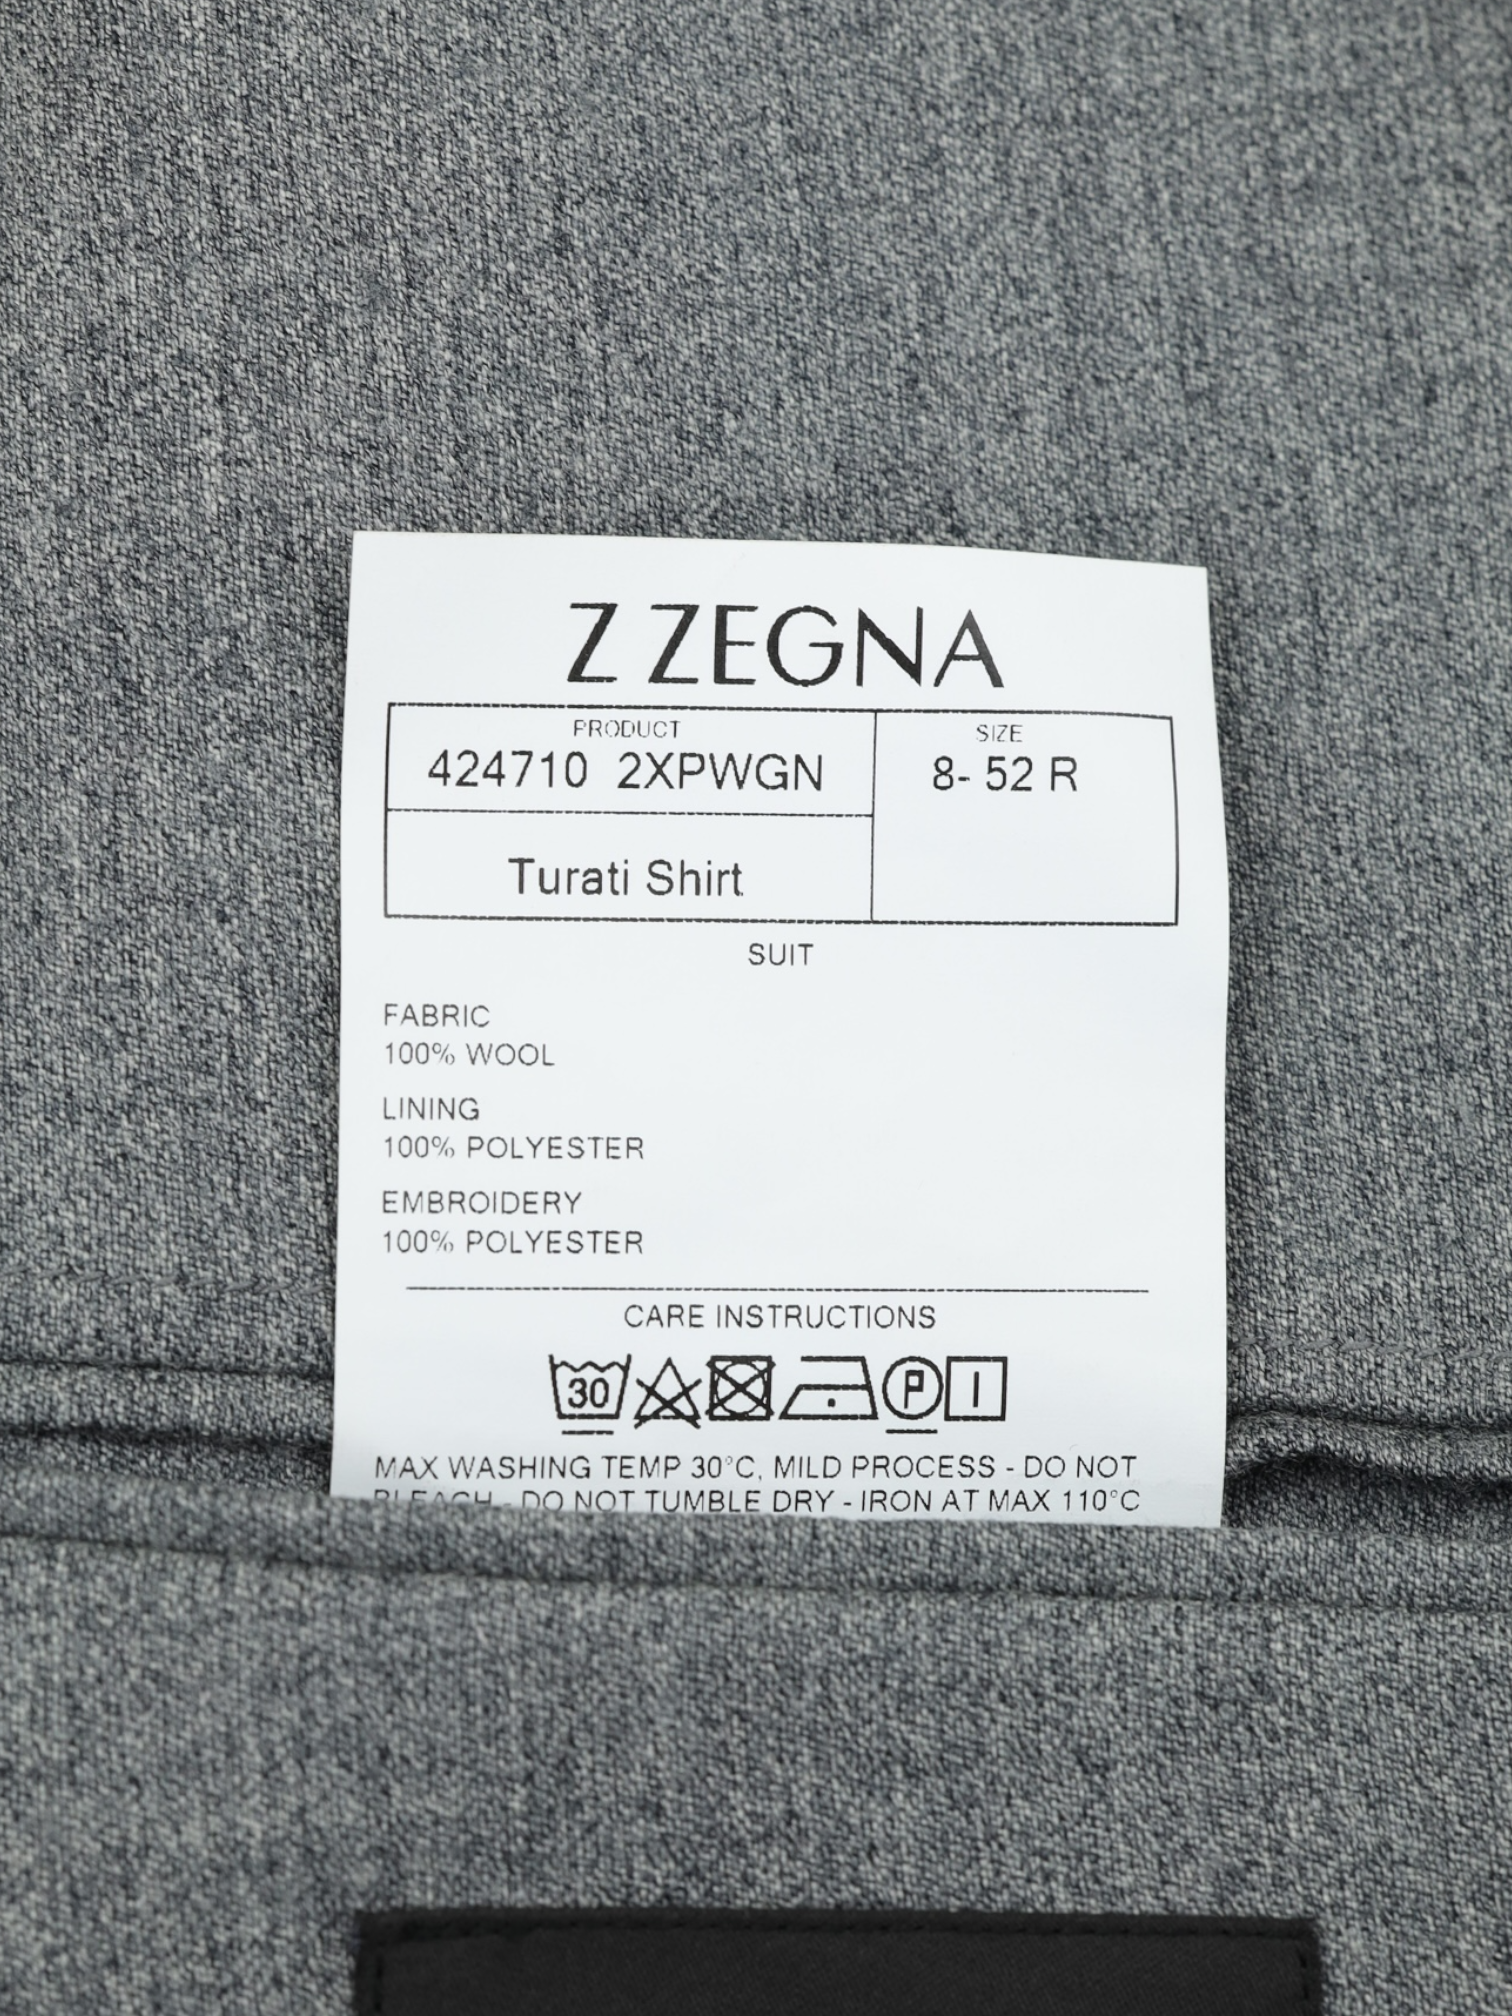 Z ZEGNA
PRODUCT
424710 2XPWGN
SIZE
8- 52 R
Turati Shirt
SUIT
FABRIC
100% WOOL
LINING
100% POLYESTER
EMBROIDERY
100% POLYESTER
CARE INSTRUCTIONS
30 P
MAX WASHING TEMP 30°C, MILD PROCESS - DO NOT
BLEACH - DO NOT TUMBLE DRY - IRON AT MAX 110°C